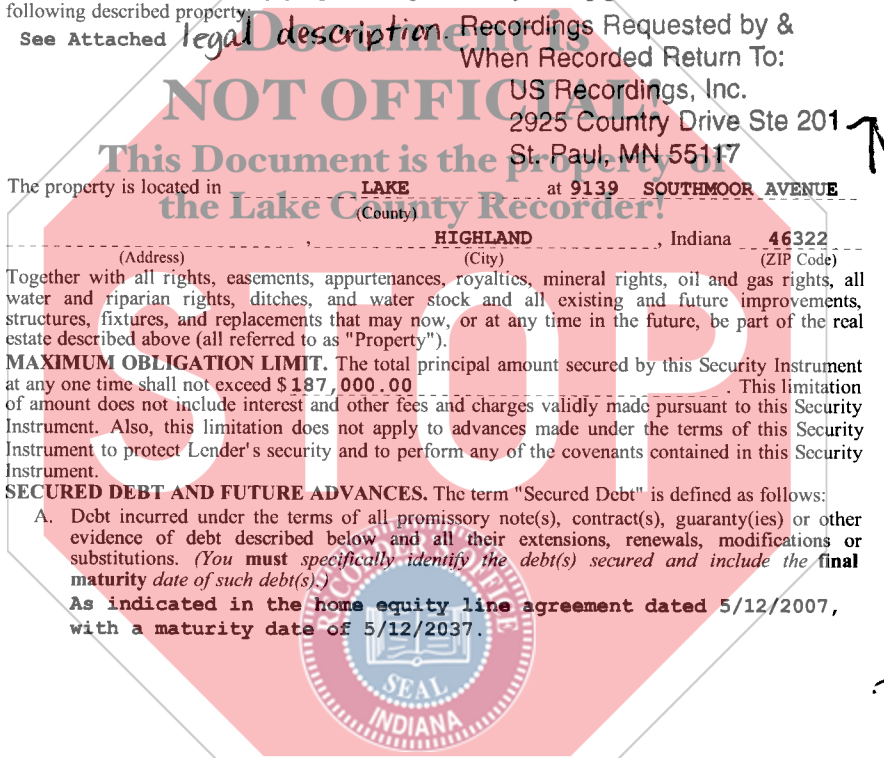 following described property:
See Attached legal description.
Recordings Requested by &
When Recorded Return To:
US Recordings, Inc.
2925 Country Drive Ste 201
St. Paul, MN 55117
Document is
NOT OFFICIAL!
This Document is the property of
the Lake County Recorder!
The property is located in LAKE at 9139 SOUTHMOOR AVENUE
(County)
, HIGHLAND , Indiana 46322
(Address) (City) (ZIP Code)
Together with all rights, easements, appurtenances, royalties, mineral rights, oil and gas rights, all
water and riparian rights, ditches, and water stock and all existing and future improvements,
structures, fixtures, and replacements that may now, or at any time in the future, be part of the real
estate described above (all referred to as "Property").
MAXIMUM OBLIGATION LIMIT. The total principal amount secured by this Security Instrument
at any one time shall not exceed $ 187,000.00 . This limitation
of amount does not include interest and other fees and charges validly made pursuant to this Security
Instrument. Also, this limitation does not apply to advances made under the terms of this Security
Instrument to protect Lender's security and to perform any of the covenants contained in this Security
Instrument.
SECURED DEBT AND FUTURE ADVANCES. The term "Secured Debt" is defined as follows:
A. Debt incurred under the terms of all promissory note(s), contract(s), guaranty(ies) or other
evidence of debt described below and all their extensions, renewals, modifications or
substitutions. (You must specifically identify the debt(s) secured and include the final
maturity date of such debt(s).)
As indicated in the home equity line agreement dated 5/12/2007,
with a maturity date of 5/12/2037.
STOP
RECORDER'S OFFICE
SEAL
INDIANA